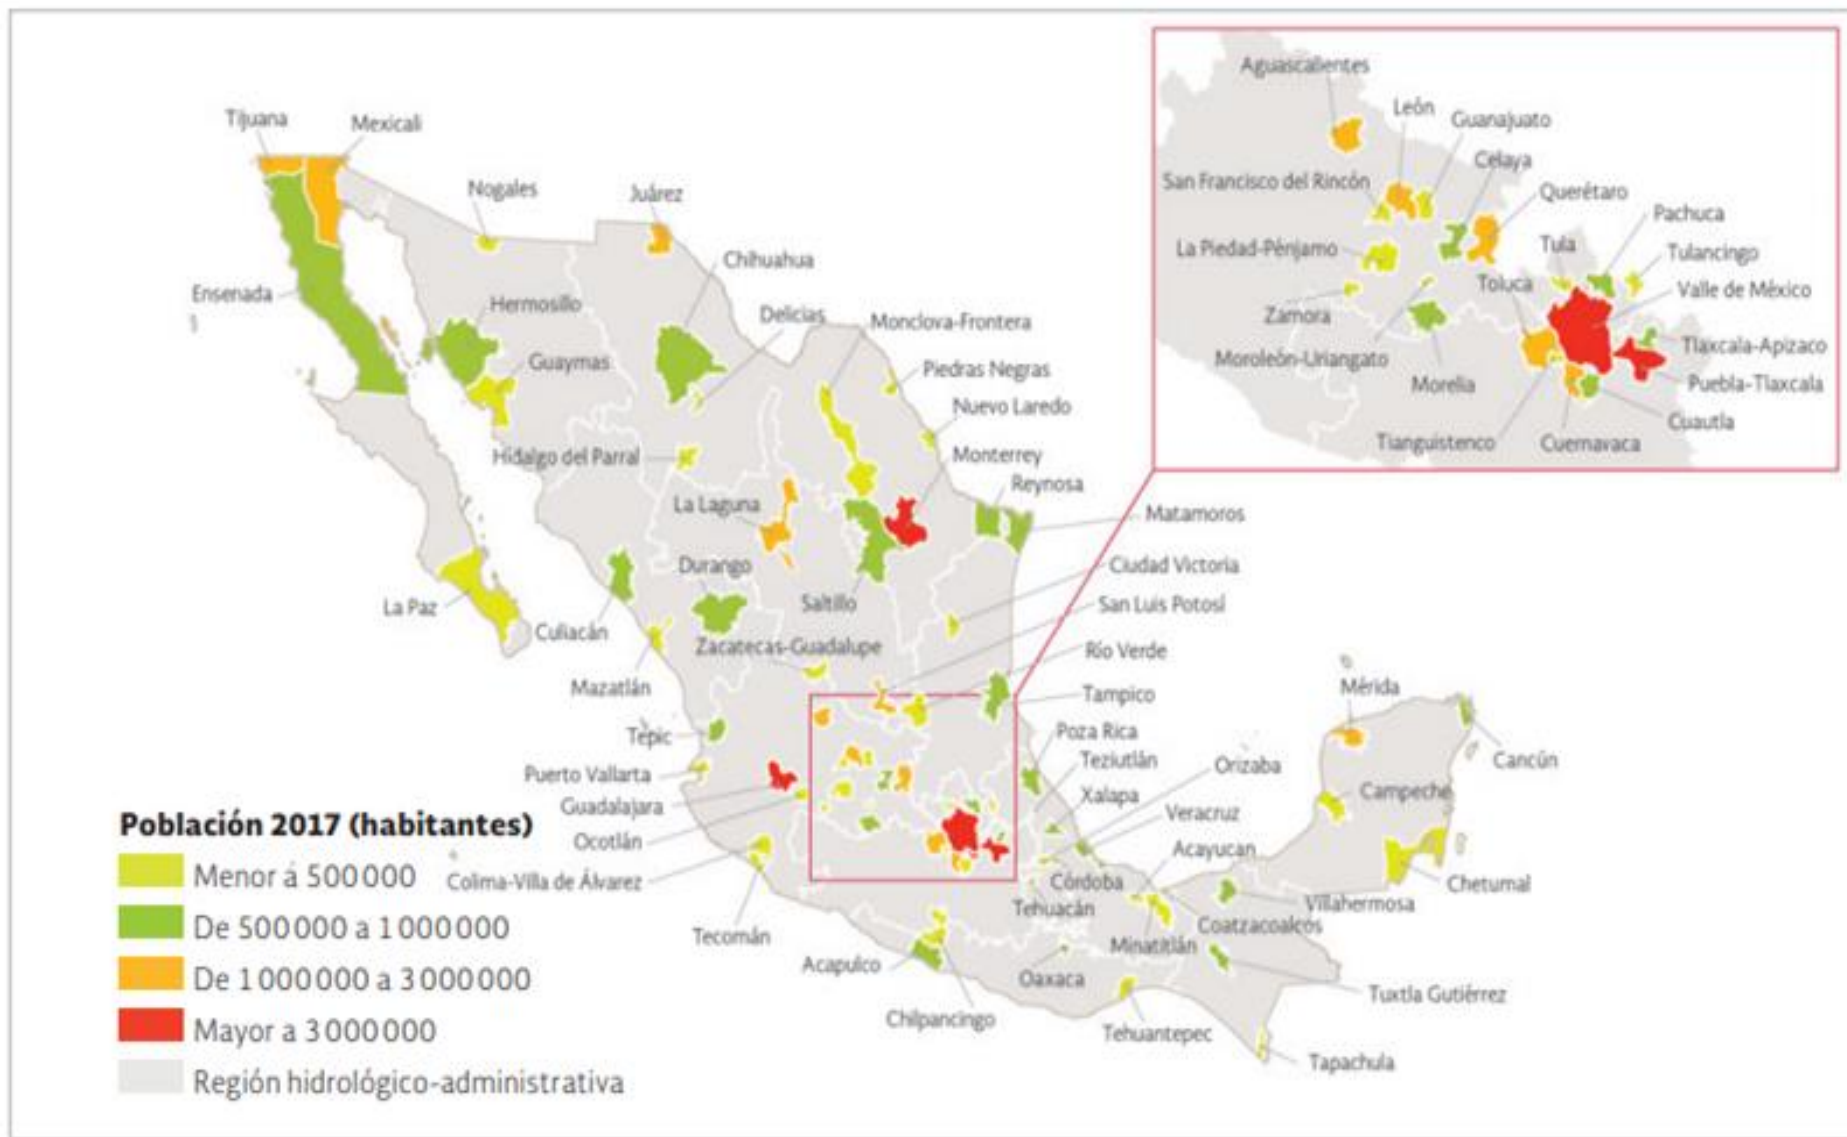 Aguascalientes
León
Guanajuato
Celaya
San Francisco del Rincón
Querétaro
Pachuca
La Piedad-Pénjamo
Tula
Tulancingo
Toluca
Valle de México
Zamora
Tlaxcala-Apizaco
Moroleón-Uriangato
Morelia
Puebla-Tlaxcala
Cuautla
Tianguistenco
Cuernavaca
Tijuana
Mexicali
Nogales
Juárez
Chihuahua
Ensenada
Hermosillo
Delicias
Monclova-Frontera
Guaymas
Piedras Negras
Nuevo Laredo
Hidalgo del Parral
Monterrey
Reynosa
La Laguna
Matamoros
Durango
Ciudad Victoria
La Paz
Saltillo
San Luis Potosí
Culiacán
Zacatecas-Guadalupe
Río Verde
Mazatlán
Tampico
Mérida
Tepic
Poza Rica
Teziutlán
Orizaba
Cancún
Puerto Vallarta
Xalapa
Campeche
Guadalajara
Veracruz
Ocotlán
Acayucan
Colima-Villa de Álvarez
Córdoba
Chetumal
Tehuacán
Villahermosa
Coatzacoalcos
Tecomán
Minatitlán
Acapulco
Oaxaca
Tuxtla Gutiérrez
Chilpancingo
Tehuantepec
Tapachula
Población 2017 (habitantes)
Menor á 500 000
De 500 000 a 1 000 000
De 1 000 000 a 3 000 000
Mayor a 3 000 000
Región hidrológico-administrativa